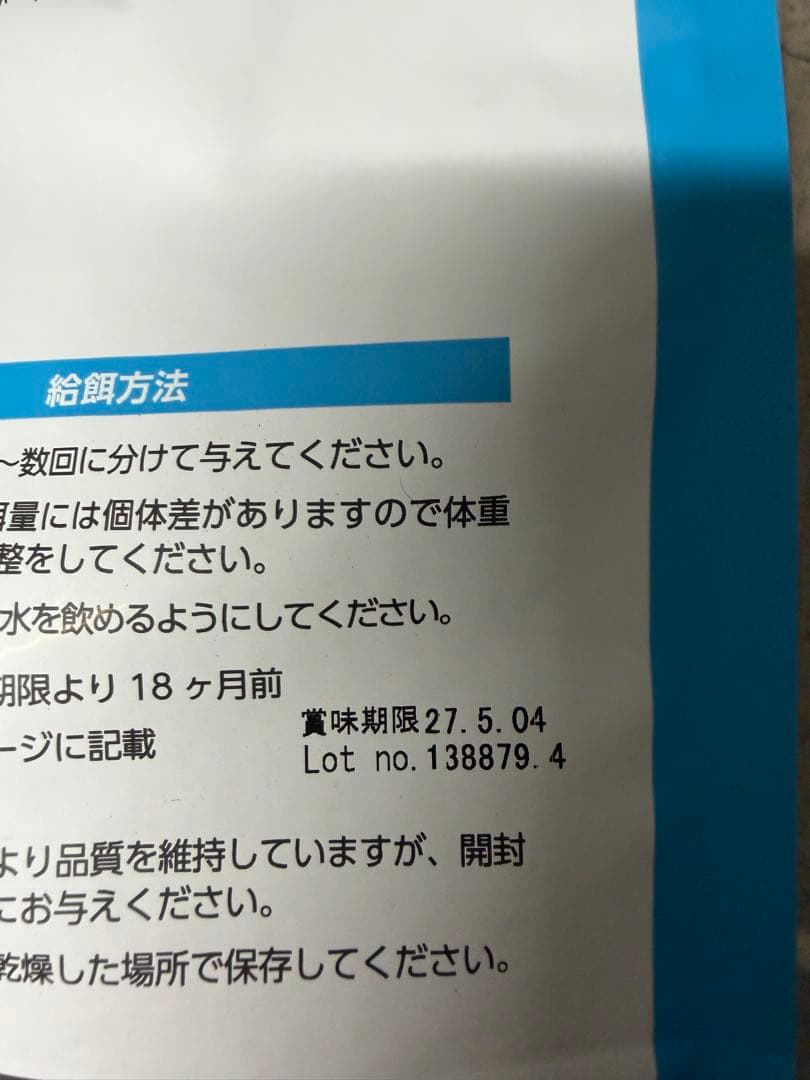 給餌方法
～数回に分けて与えてください。
餌量には個体差がありますので体重
整をしてください。
水を飲めるようにしてください。
期限より 18 ヶ月前
賞味期限27.5.04
ージに記載
Lot no.138879.4
より品質を維持していますが、開封
にお与えください。
乾燥した場所で保存してください。